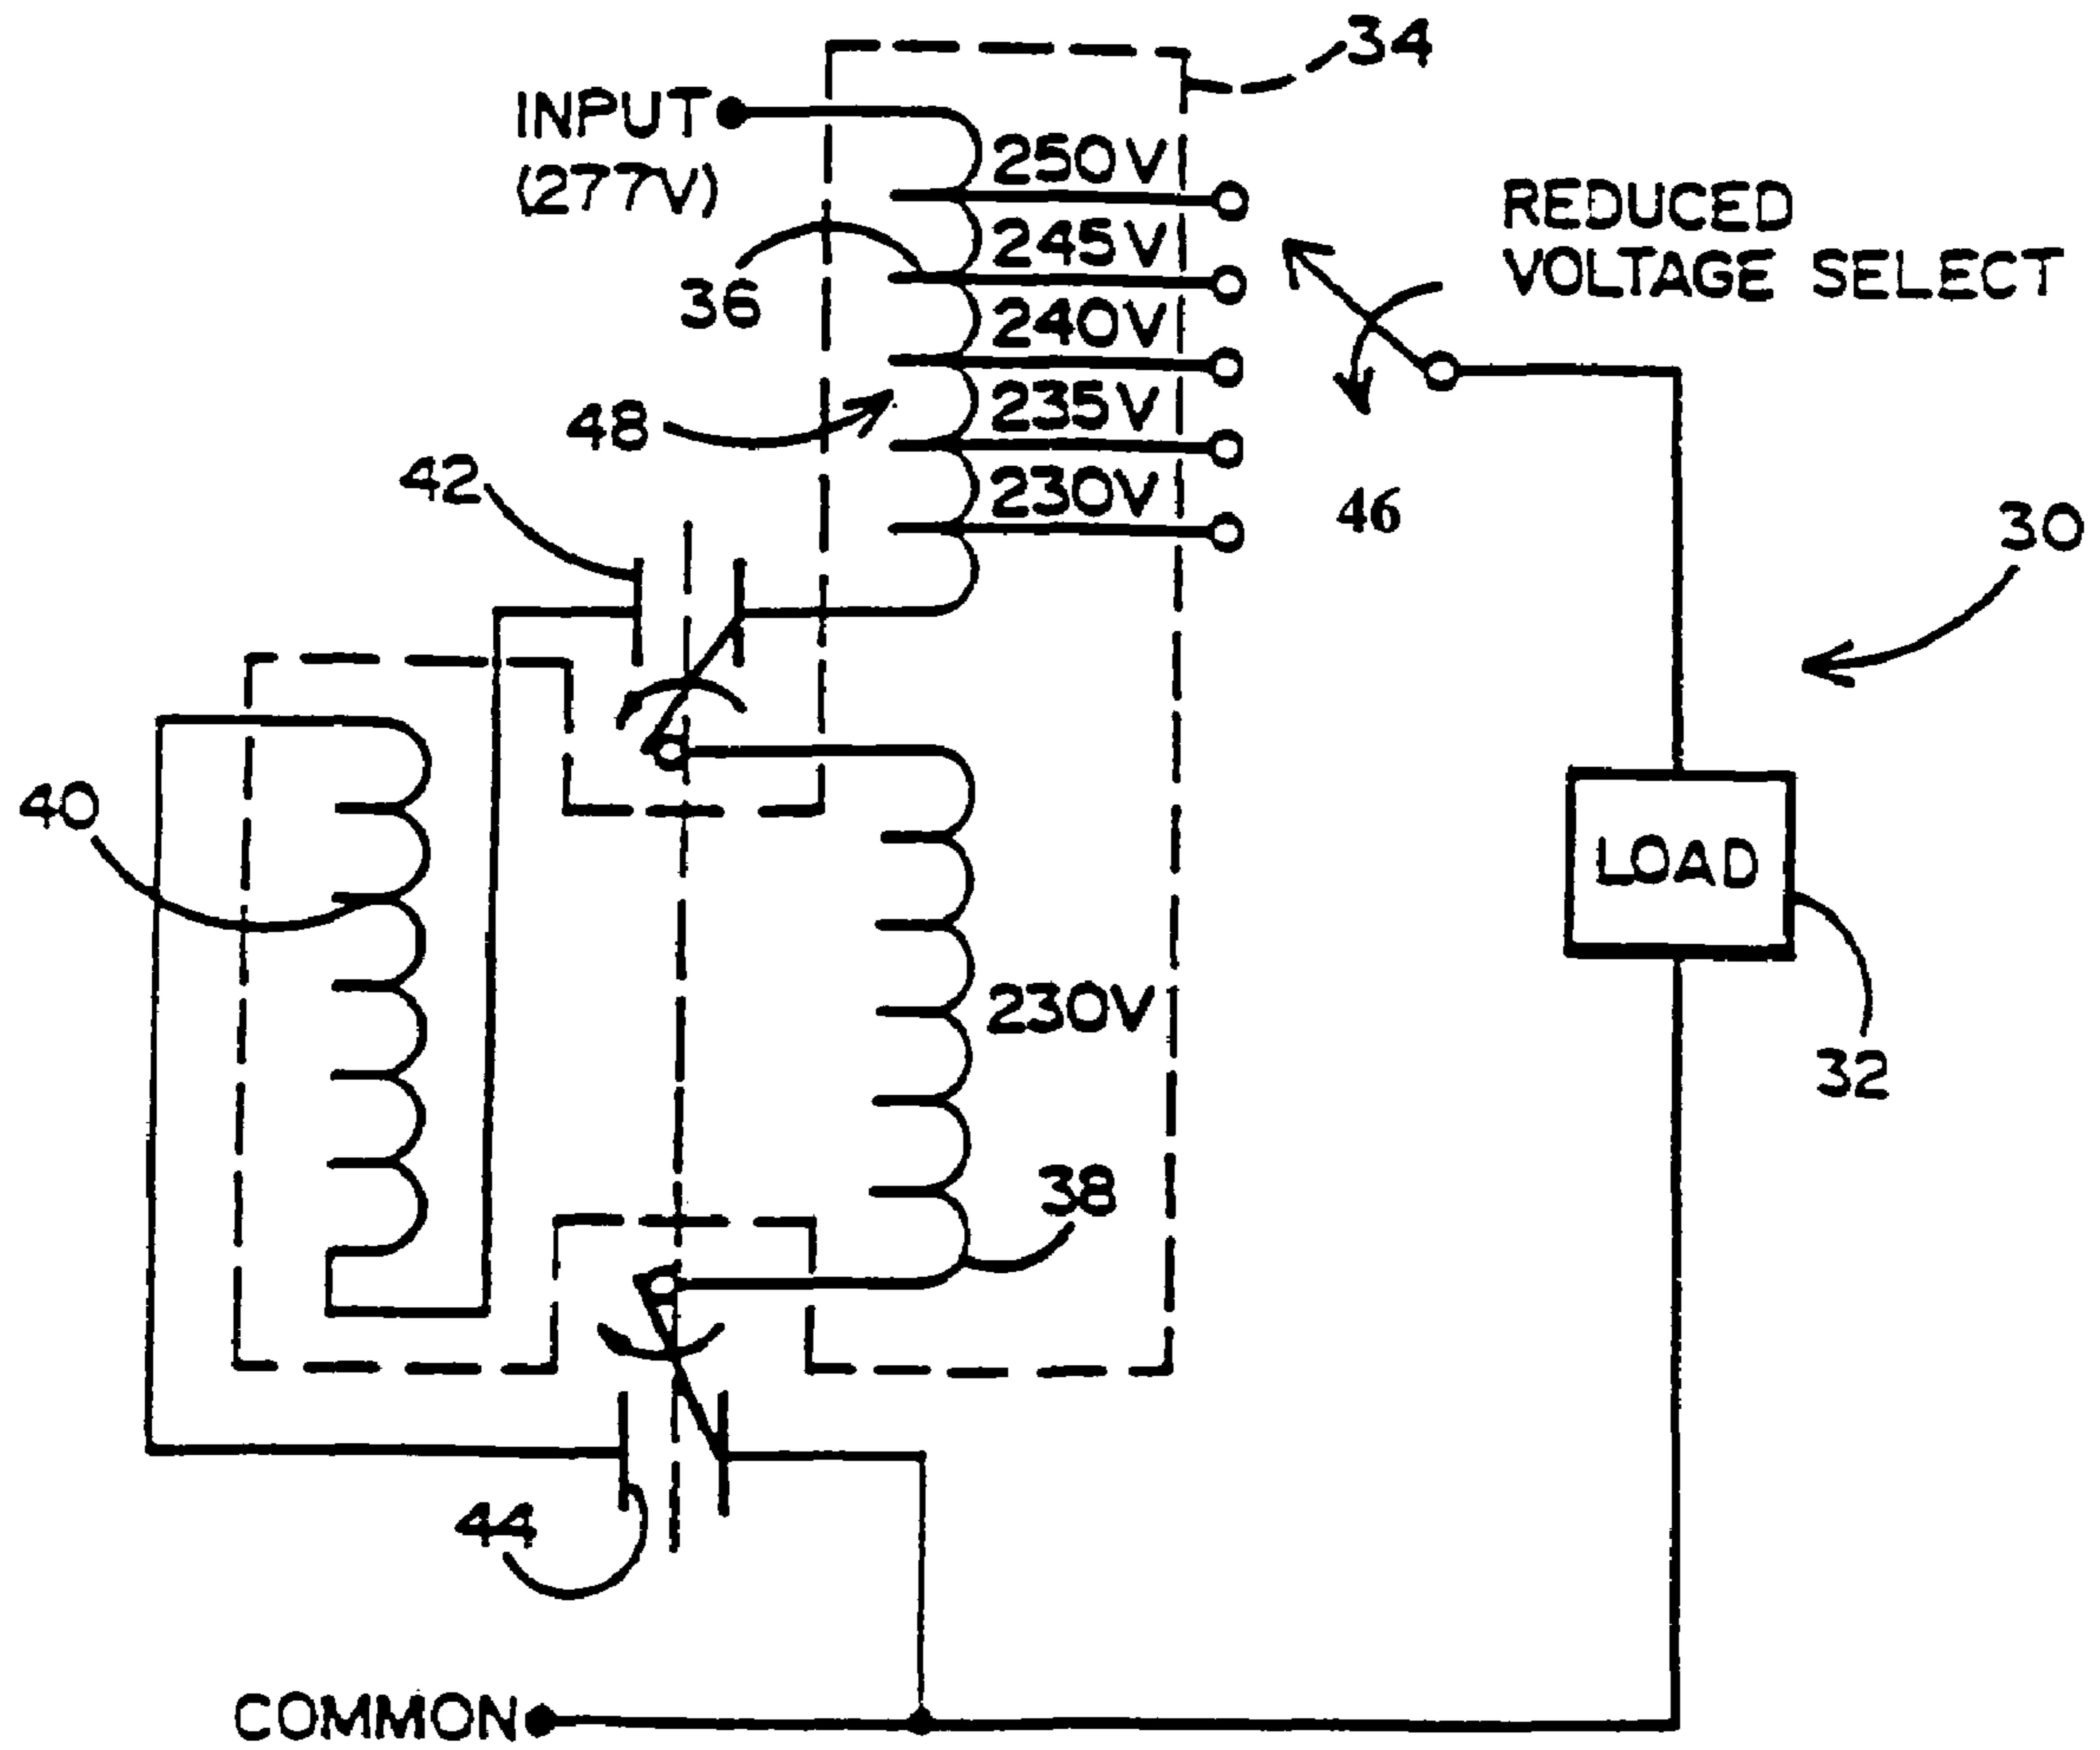 34
INPUT
(277V)
250V
245V
240V
235V
230V
REDUCED
VOLTAGE SELECT
36
48
42
46
30
40
LOAD
230V
32
38
44
COMMON